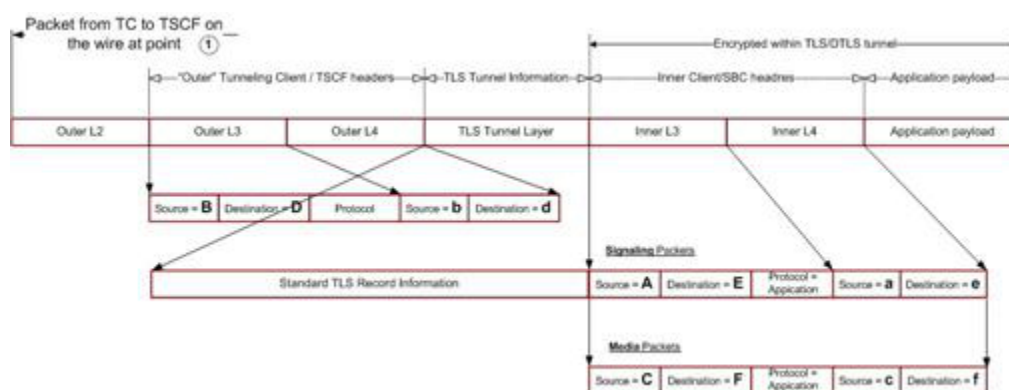 Packet from TC to TSCF on
the wire at point 1
Encrypted within TLS/DTLS tunnel
"Outer" Tunneling Client / TSCF headers
TLS Tunnel Information
Inner Client/SBC headres
Application payload
Outer L2
Outer L3
Outer L4
TLS Tunnel Layer
Inner L3
Inner L4
Application payload
Source = B
Destination = D
Protocol
Source = b
Destination = d
Signaling Packets
Standard TLS Record Information
Source = A
Destination = E
Protocol =
Appication
Source = a
Destination = e
Media Packets
Source = C
Destination = F
Protocol =
Appication
Source = c
Destination = f